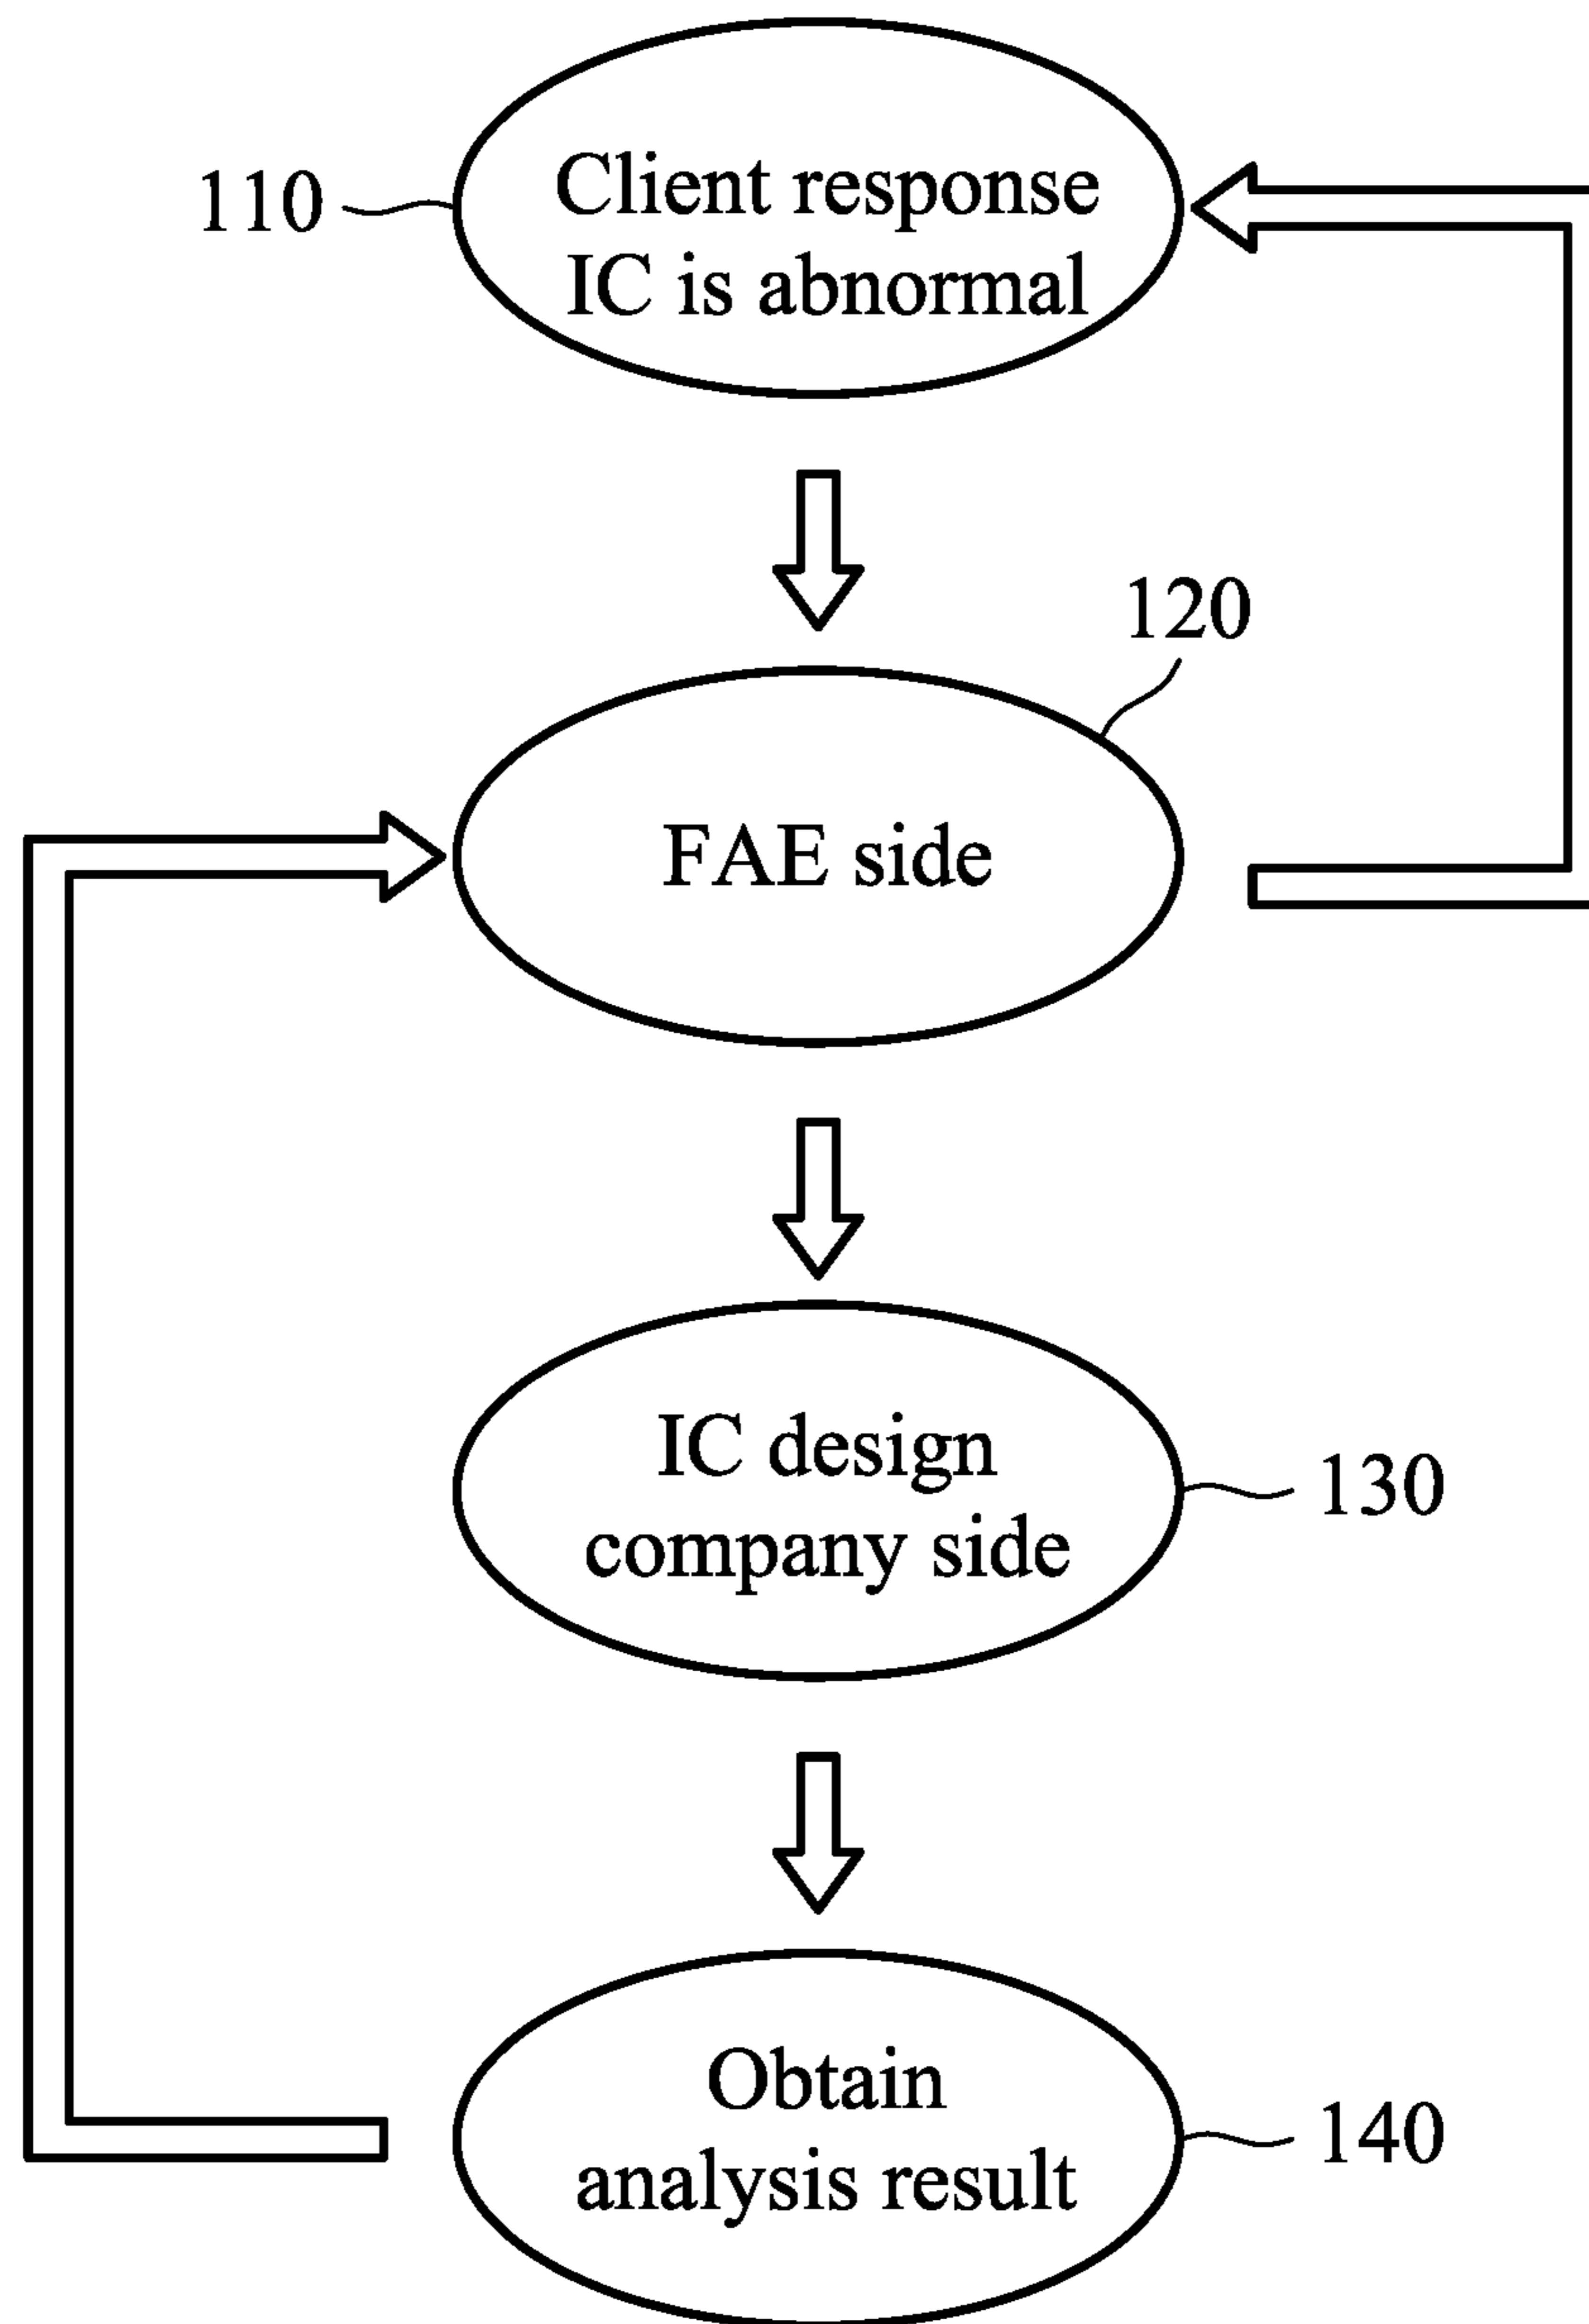 110
Client response
IC is abnormal
120
FAE side
IC design
company side
130
Obtain
analysis result
140